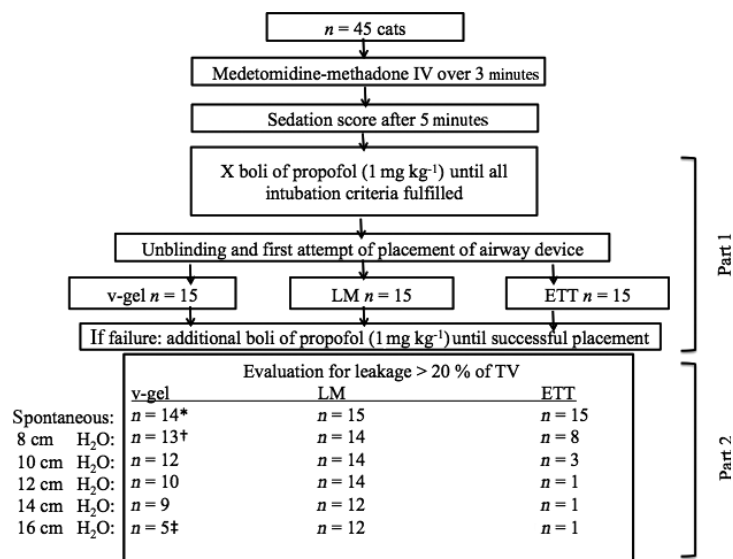 n = 45 cats
Medetomidine-methadone IV over 3 minutes
Sedation score after 5 minutes
X boli of propofol (1 mg kg⁻¹) until all
intubation criteria fulfilled
Unblinding and first attempt of placement of airway device
v-gel n = 15 LM n = 15 ETT n = 15
If failure: additional boli of propofol (1 mg kg⁻¹) until successful placement
Part 1
Evaluation for leakage > 20 % of TV
v-gel LM ETT
Spontaneous: n = 14* n = 15 n = 15
8 cm H₂O: n = 13† n = 14 n = 8
10 cm H₂O: n = 12 n = 14 n = 3
12 cm H₂O: n = 10 n = 14 n = 1
14 cm H₂O: n = 9 n = 12 n = 1
16 cm H₂O: n = 5‡ n = 12 n = 1
Part 2